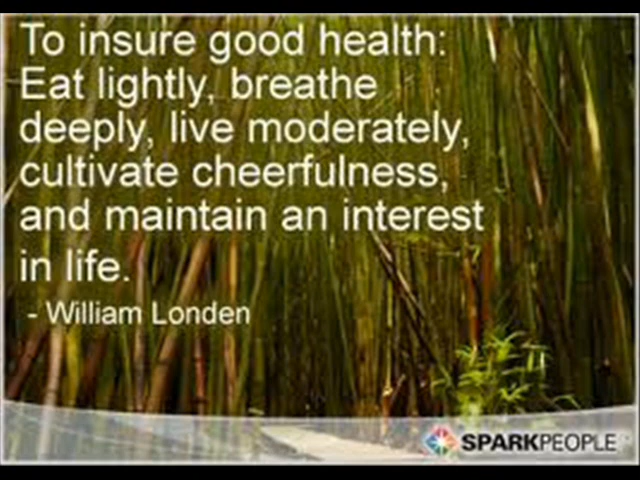 To insure good health:
Eat lightly, breathe
deeply, live moderately,
cultivate cheerfulness,
and maintain an interest
in life.
- William Londen
SPARKPEOPLE